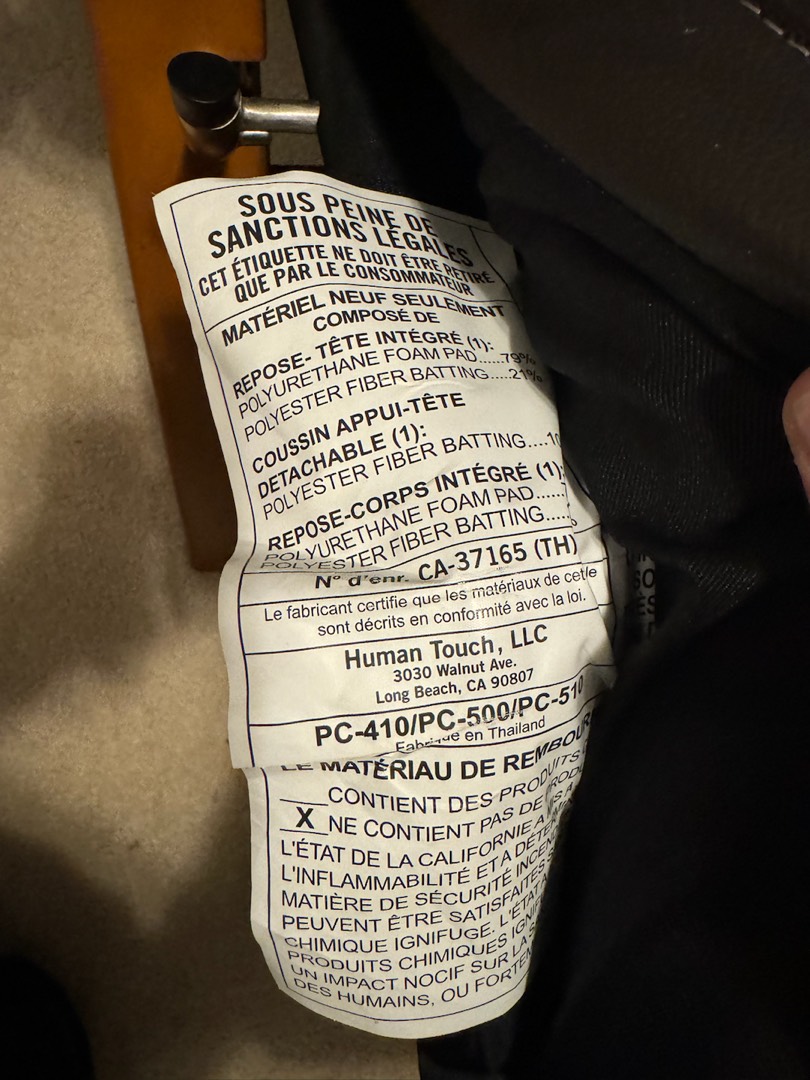 SOUS PEINE DE
SANCTIONS LÉGALES
CET ÉTIQUETTE NE DOIT ÊTRE RETIRÉ
QUE PAR LE CONSOMMATEUR
MATÉRIEL NEUF SEULEMENT
COMPOSÉ DE
REPOSE- TÊTE INTÉGRÉ (1):
POLYURETHANE FOAM PAD.....79%
POLYESTER FIBER BATTING....21%
COUSSIN APPUI-TÊTE
DETACHABLE (1):
POLYESTER FIBER BATTING....
REPOSE-CORPS INTÉGRÉ (1):
POLYURETHANE FOAM PAD.....
POLYESTER FIBER BATTING....
N° d'enr. CA-37165 (TH)
Le fabricant certifie que les matériaux de cette
sont décrits en conformité avec la loi.
Human Touch, LLC
3030 Walnut Ave.
Long Beach, CA 90807
PC-410/PC-500/PC-510
Fabriqué en Thailand
LE MATÉRIAU DE
___CONTIENT DES PRODUITS
X NE CONTIENT PAS DE
L'ÉTAT DE LA CALIFORNIE A
L'INFLAMMABILITÉ ET A
MATIÈRE DE SÉCURITÉ
PEUVENT ÊTRE SATISFAITES
CHIMIQUE IGNIFUGE.
PRODUITS CHIMIQUES
UN IMPACT NOCIF SUR LA
DES HUMAINS, OU